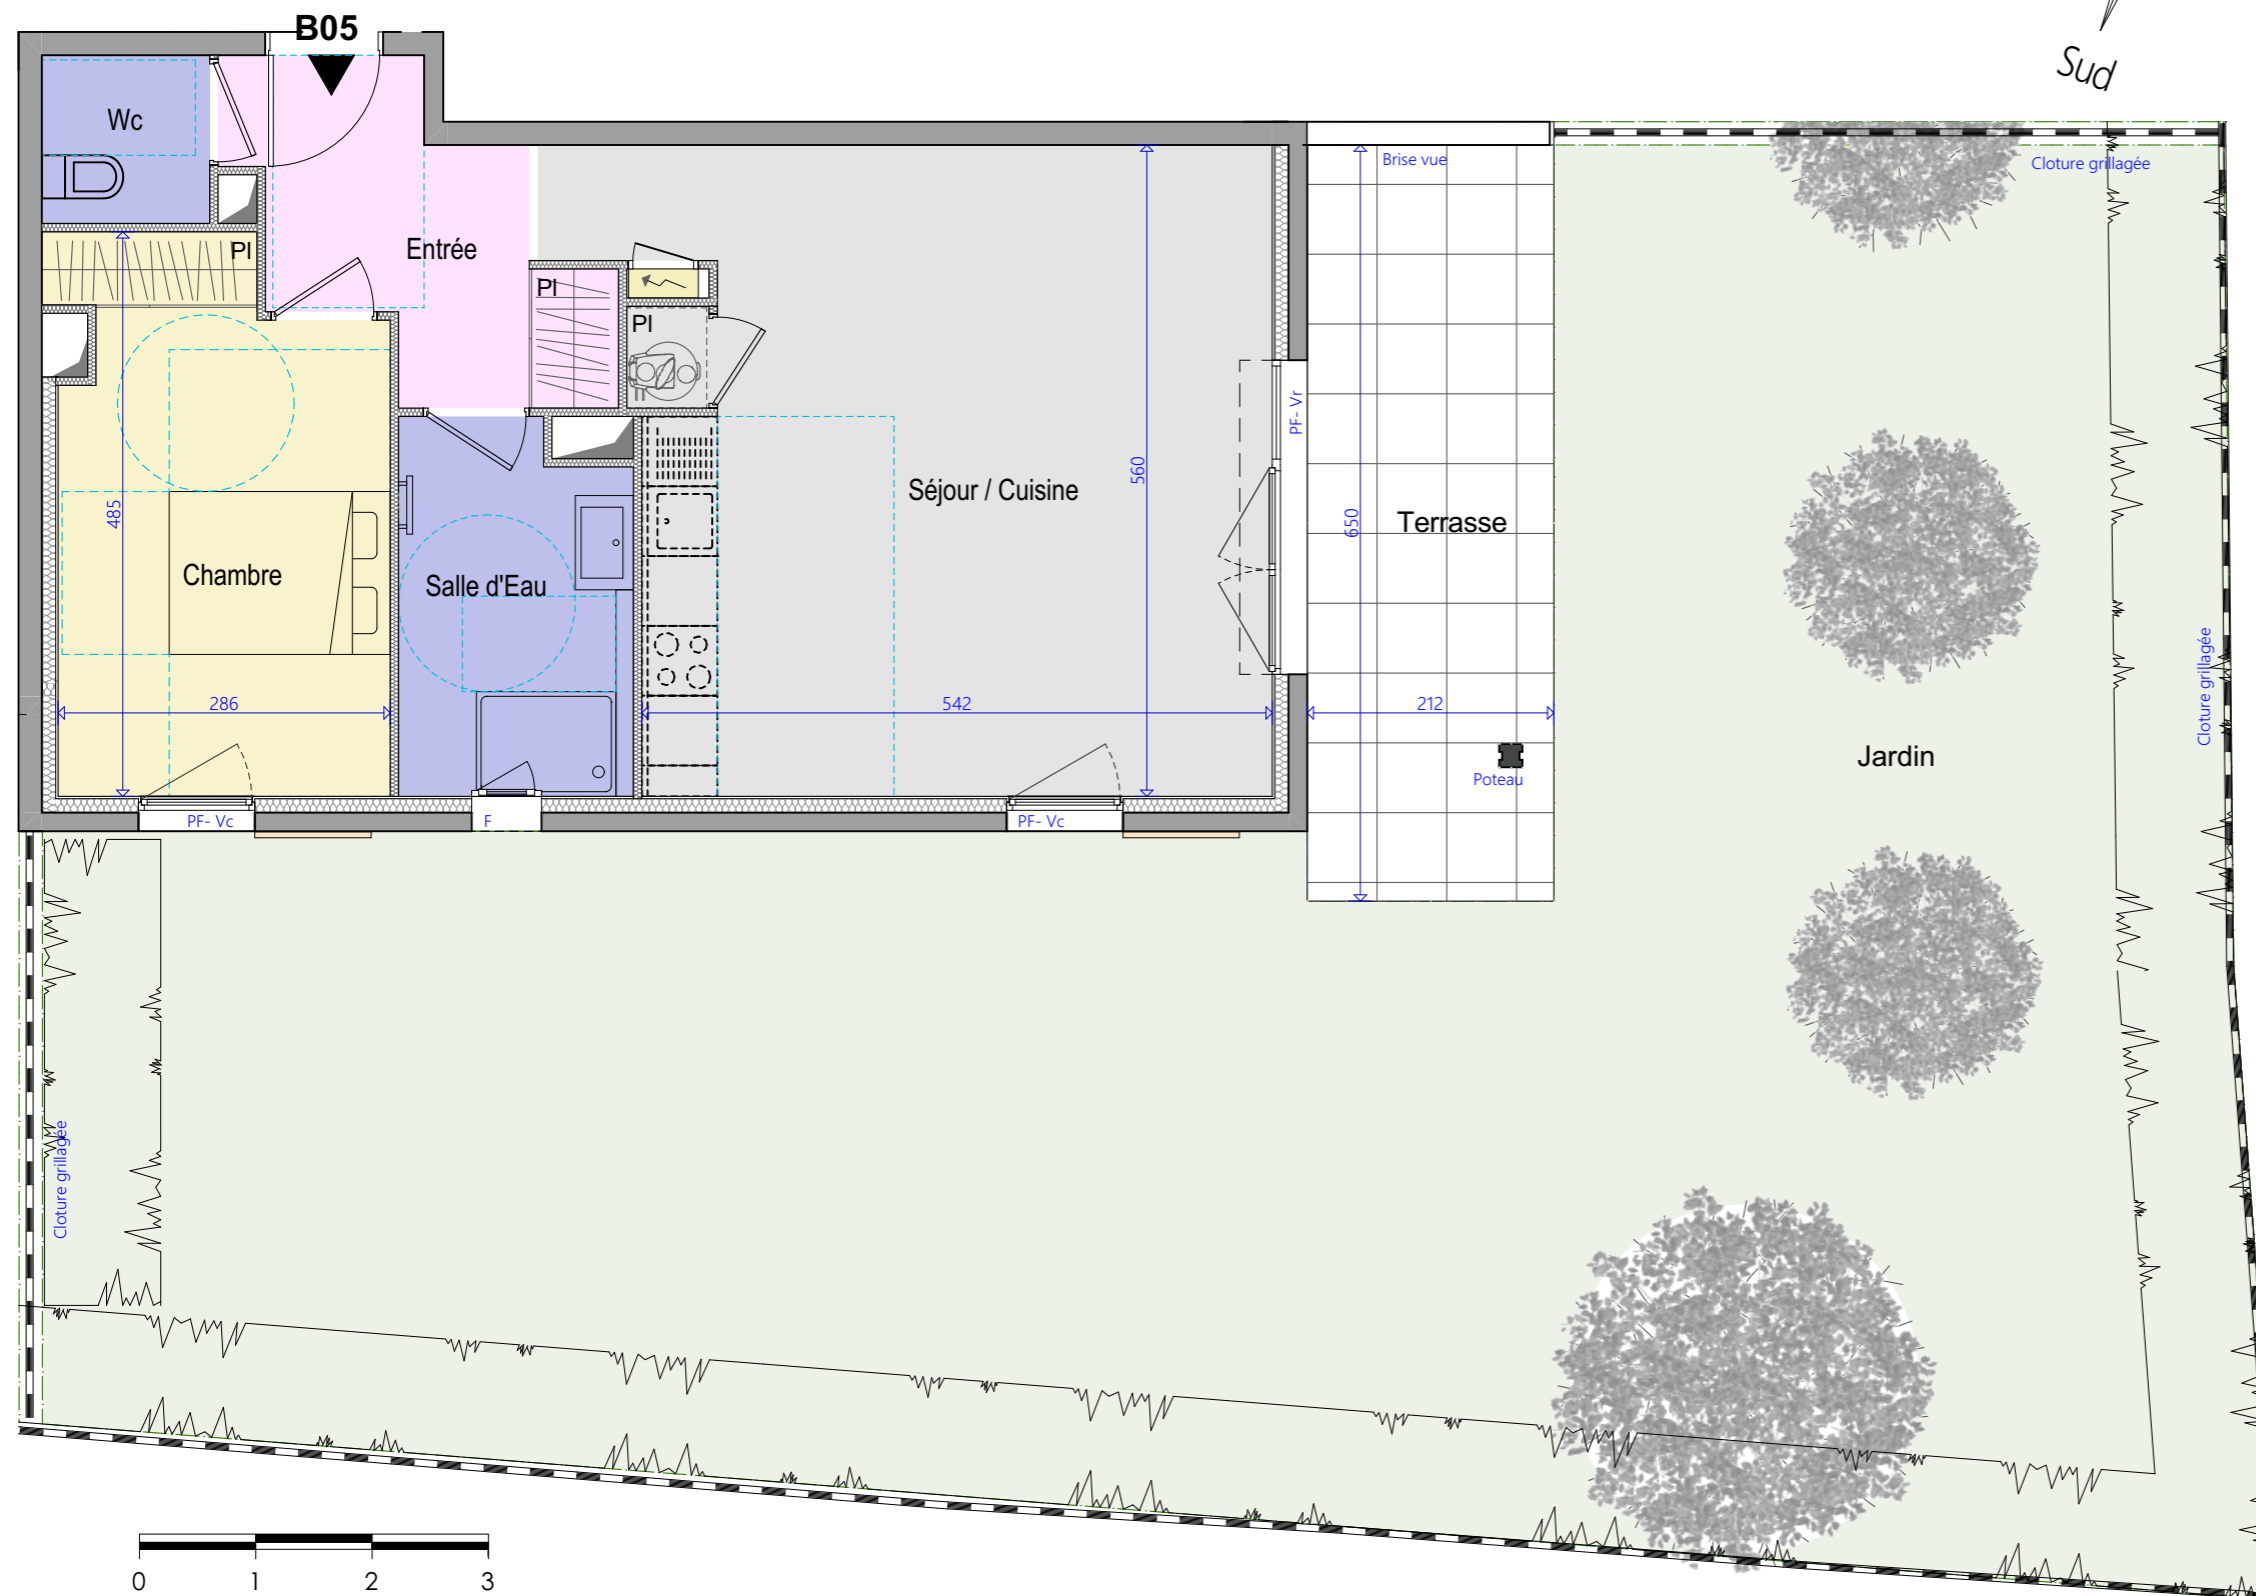 B05
Sud
Wc
Brise vue
Cloture grillagée
Entrée
Pl
Pl
Pl
PF- Vr
560
485
Séjour / Cuisine
650
Terrasse
Chambre
Salle d'Eau
Cloture grillagée
286
542
212
Jardin
Poteau
PF- Vc
F
PF- Vc
Cloture grillagée
0 1 2 3